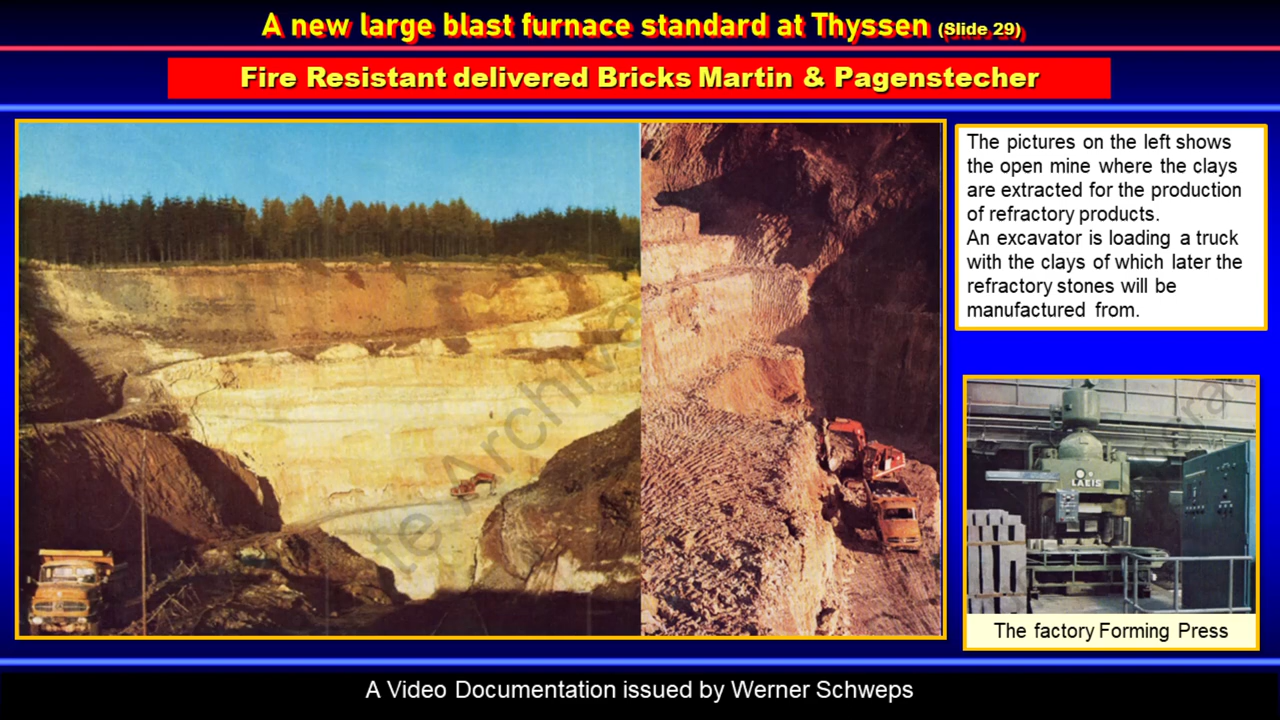 A new large blast furnace standard at Thyssen (Slide 29)
Fire Resistant delivered Bricks Martin & Pagenstecher
The pictures on the left shows
the open mine where the clays
are extracted for the production
of refractory products.
An excavator is loading a truck
with the clays of which later the
refractory stones will be
manufactured from.
LAEIS
The factory Forming Press
A Video Documentation issued by Werner Schweps